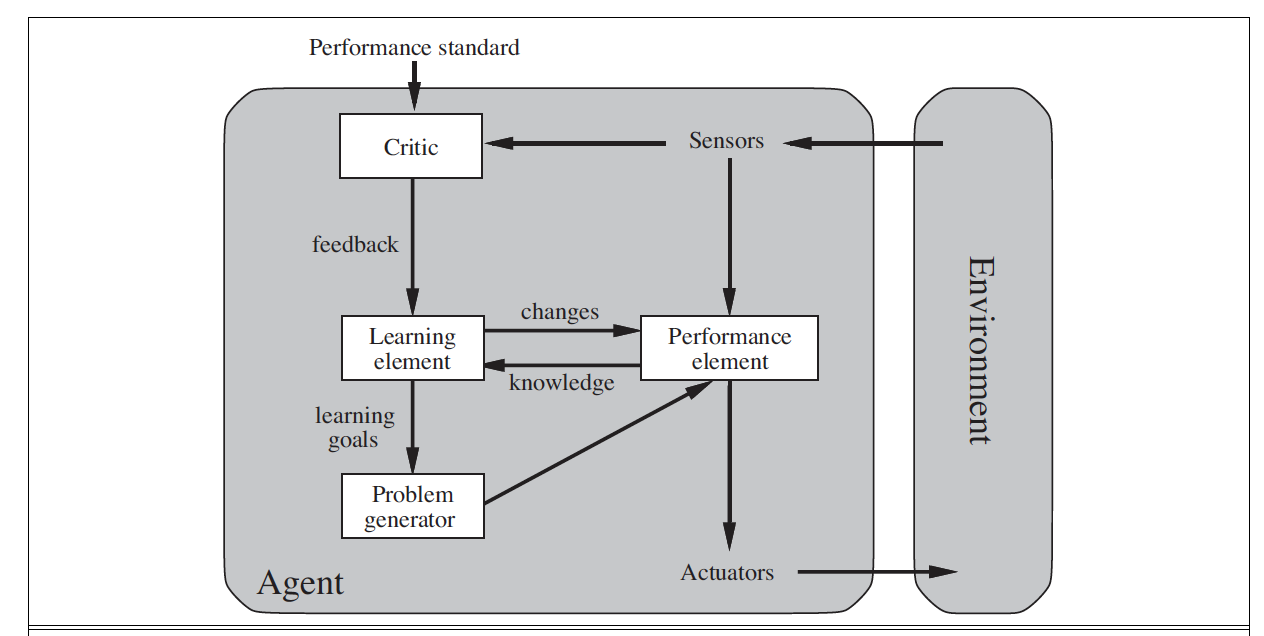 Performance standard
Critic
Sensors
feedback
changes
Learning
element
Performance
element
knowledge
learning
goals
Problem
generator
Actuators
Agent
Environment